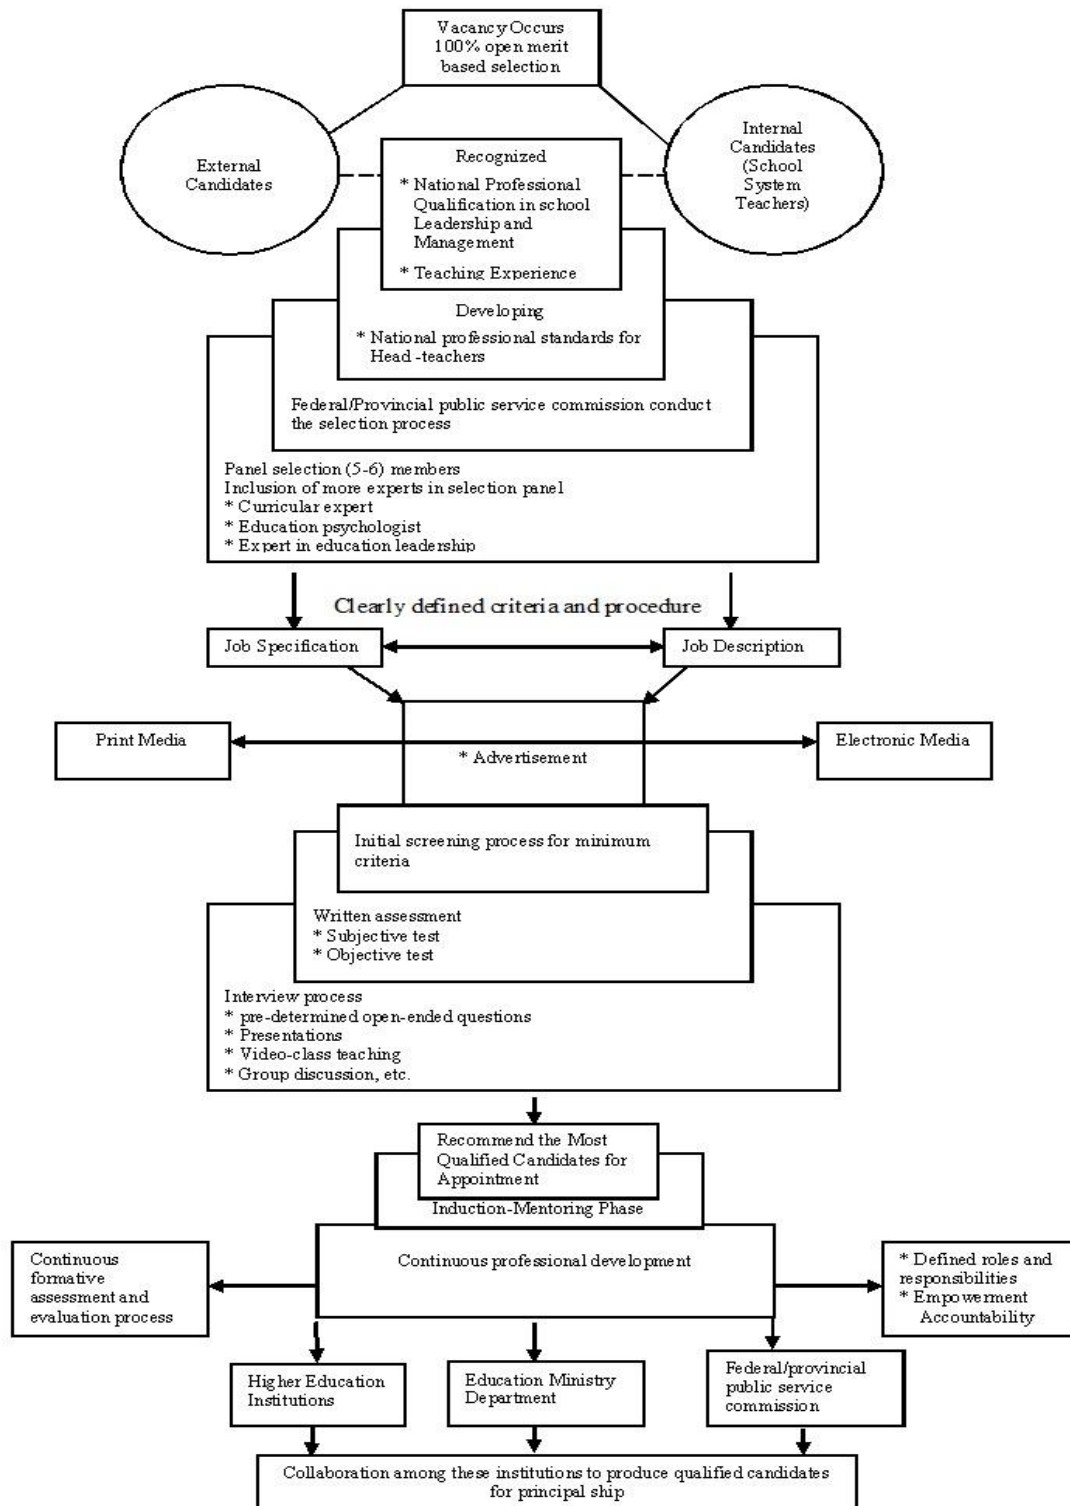 Vacancy Occurs
100% open merit
based selection
External
Candidates
Internal
Candidates
(School
System
Teachers)
Recognized
* National Professional
Qualification in school
Leadership and
Management
* Teaching Experience
Developing
* National professional standards for
Head -teachers
Federal/Provincial public service commission conduct
the selection process
Panel selection (5-6) members
Inclusion of more experts in selection panel
* Curricular expert
* Education psychologist
* Expert in education leadership
Clearly defined criteria and procedure
Job Specification
Job Description
Print Media
* Advertisement
Electronic Media
Initial screening process for minimum
criteria
Written assessment
* Subjective test
* Objective test
Interview process
* pre-determined open-ended questions
* Presentations
* Video-class teaching
* Group discussion, etc.
Recommend the Most
Qualified Candidates for
Appointment
Induction-Mentoring Phase
Continuous professional development
Continuous
formative
assessment and
evaluation process
* Defined roles and
responsibilities
* Empowerment
Accountability
Higher Education
Institutions
Education Ministry
Department
Federal/provincial
public service
commission
Collaboration among these institutions to produce qualified candidates
for principal ship